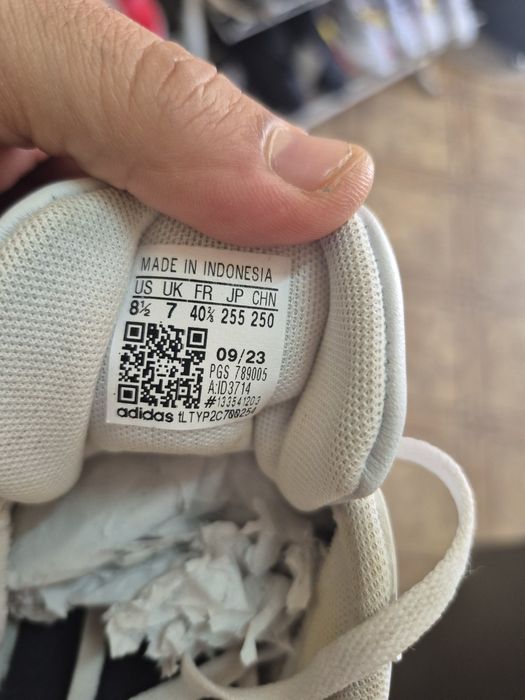 MADE IN INDONESIA
US UK FR JP CHN
8½ 7 40⅔ 255 250
09/23
PGS 789005
A:ID3714
#133541203
adidas